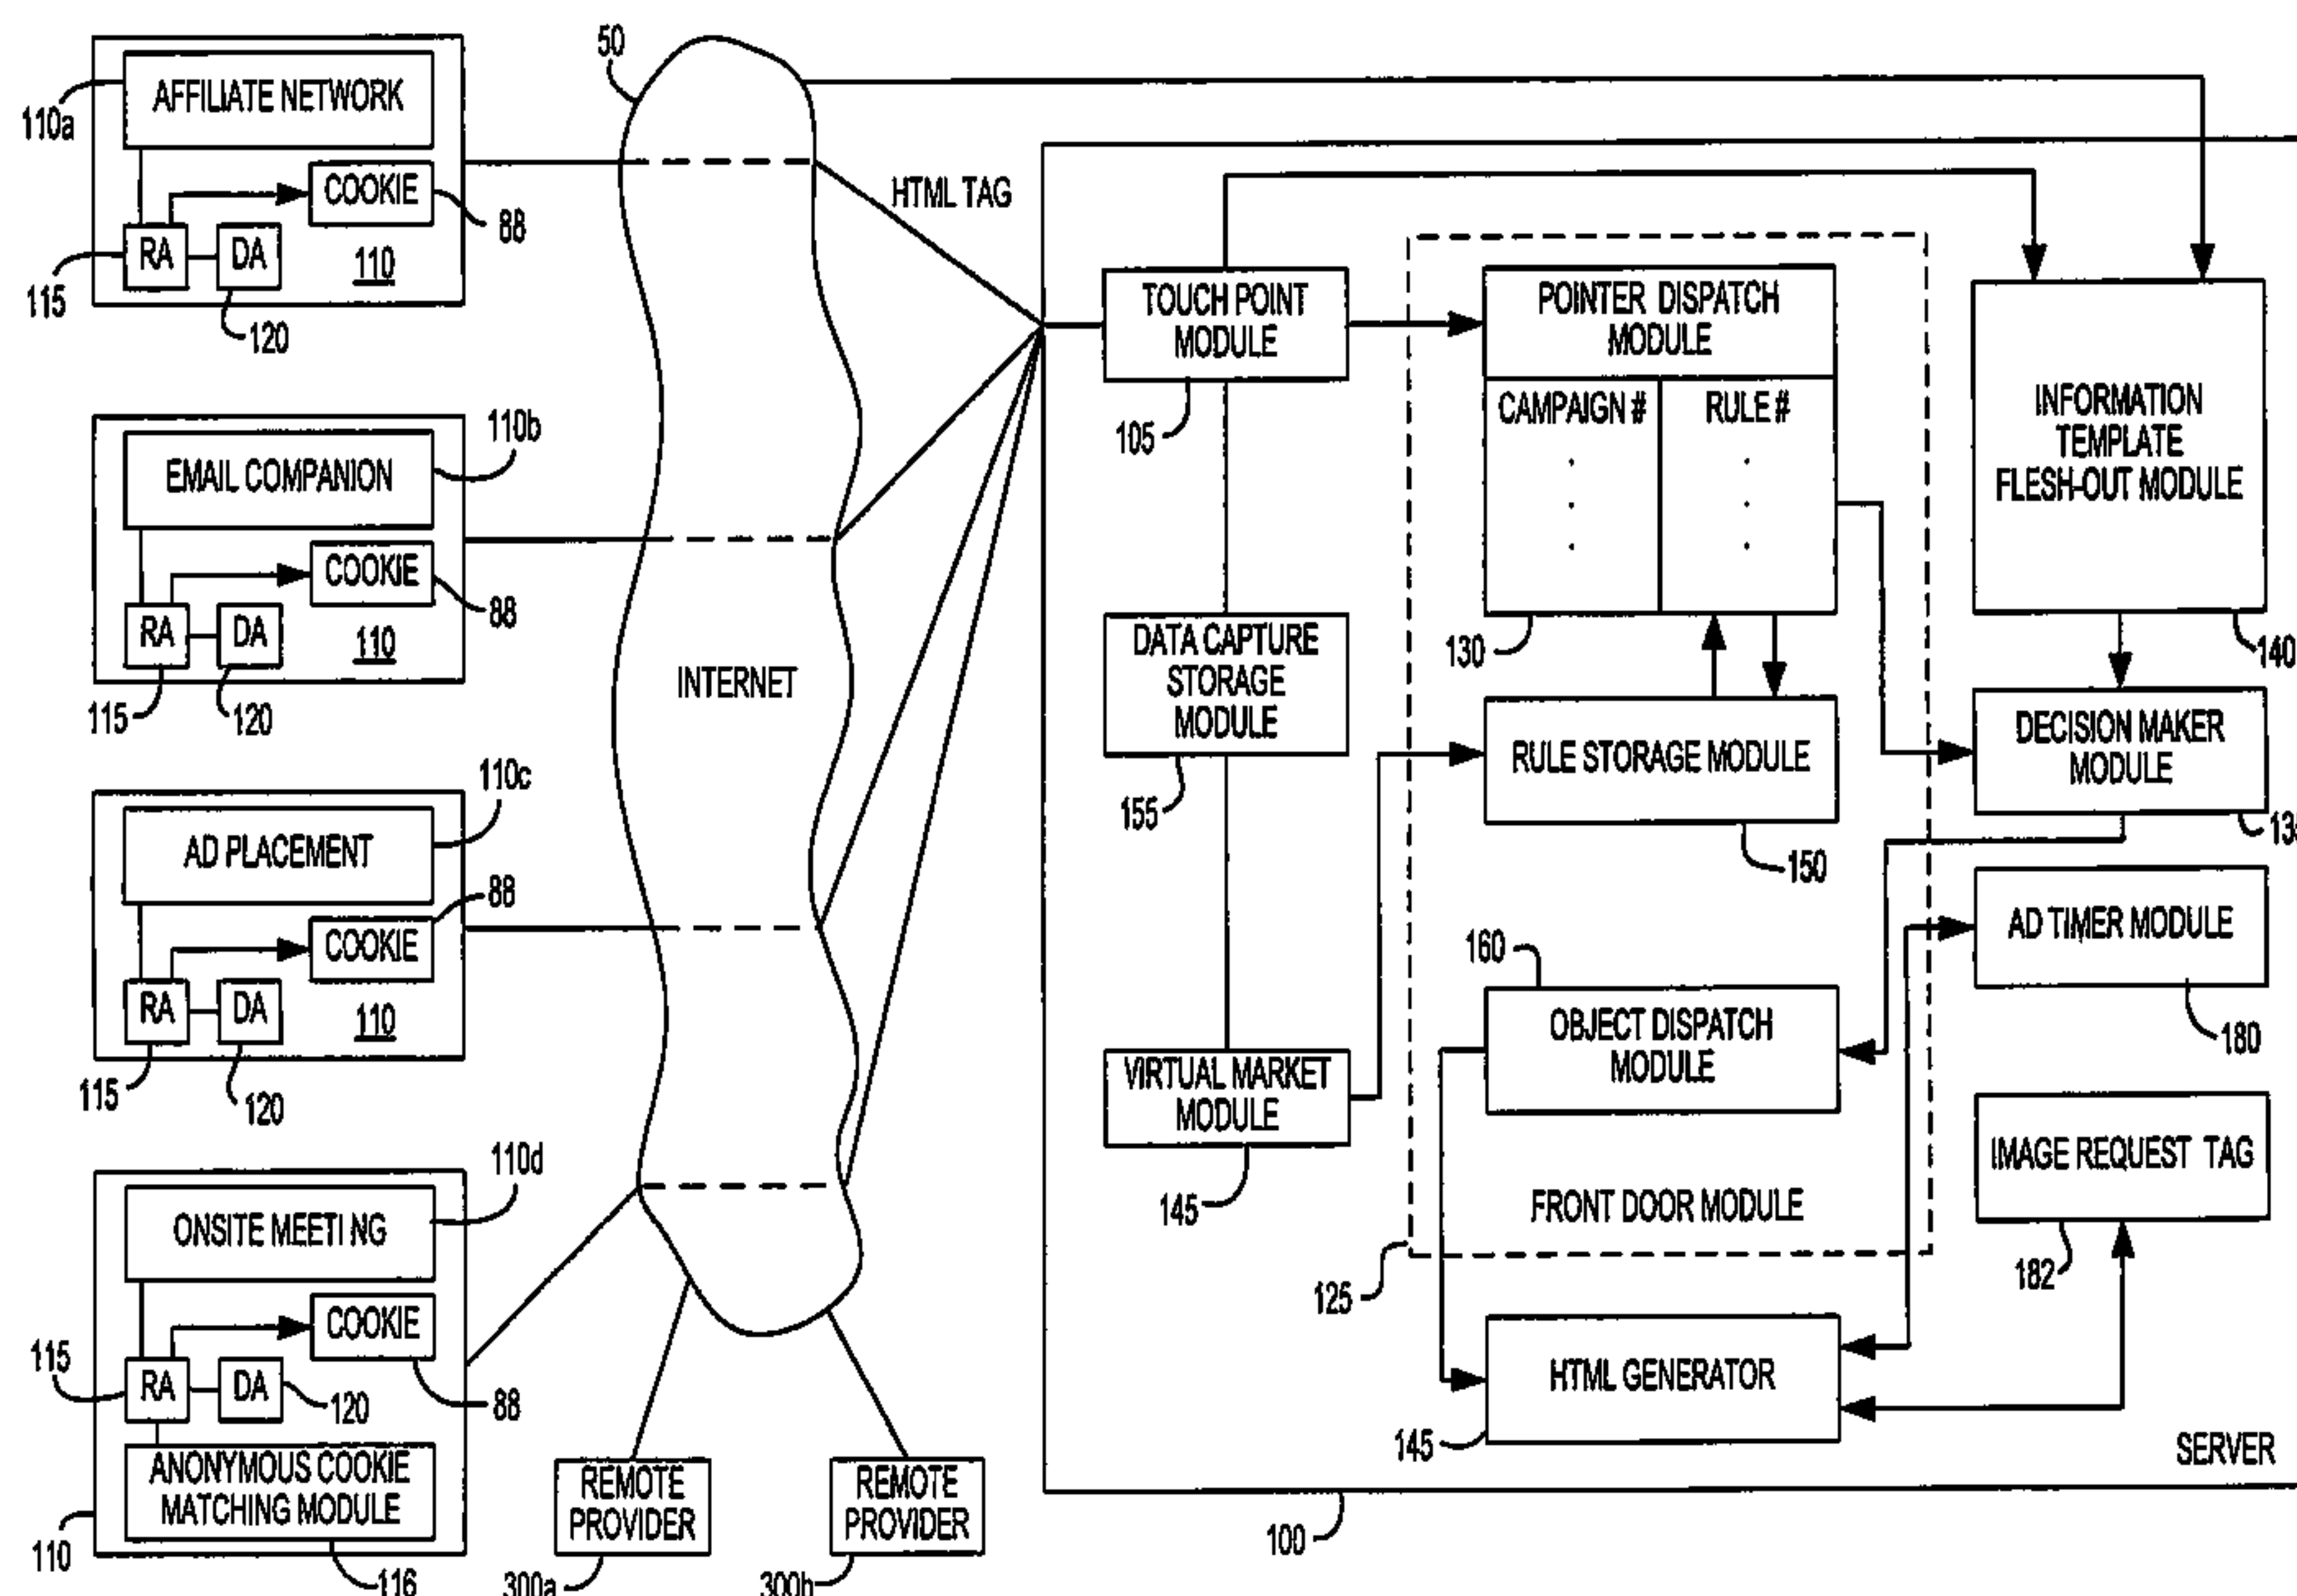 AFFILIATE NETWORK
110a
COOKIE
88
RA
DA
110
115
120
EMAIL COMPANION
110b
COOKIE
88
RA
DA
110
115
120
AD PLACEMENT
110c
88
COOKIE
RA
DA
110
115
120
110d
ONSITE MEETING
COOKIE
115
RA
DA
120
88
ANONYMOUS COOKIE
MATCHING MODULE
110
116
50
INTERNET
HTML TAG
REMOTE
PROVIDER
300a
REMOTE
PROVIDER
300b
TOUCH POINT
MODULE
105
DATA CAPTURE
STORAGE
MODULE
155
VIRTUAL MARKET
MODULE
145
POINTER DISPATCH
MODULE
CAMPAIGN #
RULE #
130
RULE STORAGE MODULE
150
160
OBJECT DISPATCH
MODULE
FRONT DOOR MODULE
125
HTML GENERATOR
145
INFORMATION
TEMPLATE
FLESH-OUT MODULE
140
DECISION MAKER
MODULE
AD TIMER MODULE
180
IMAGE REQUEST TAG
182
SERVER
100